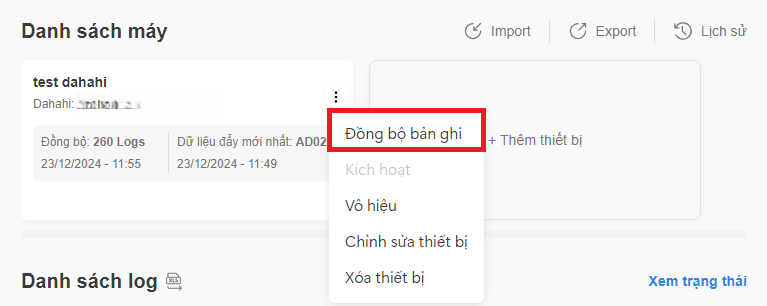 Danh sách máy
Import
Export
Lịch sử
test dahahi
Dahahi:
Đồng bộ: 260 Logs
23/12/2024 - 11:55
Dữ liệu đẩy mới nhất: AD02
23/12/2024 - 11:49
Đồng bộ bản ghi
Kích hoạt
Vô hiệu
Chỉnh sửa thiết bị
Xóa thiết bị
+ Thêm thiết bị
Danh sách log
XLS
Xem trạng thái